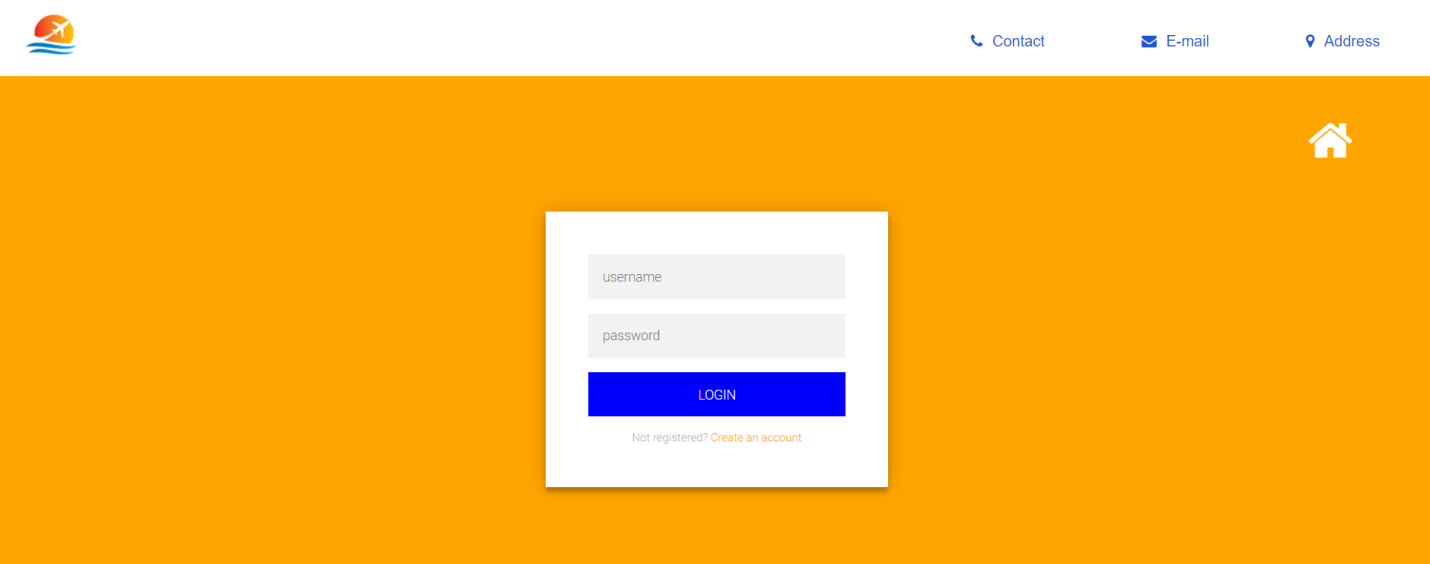 Contact E-mail Address
username
password
LOGIN
Not registered? Create an account